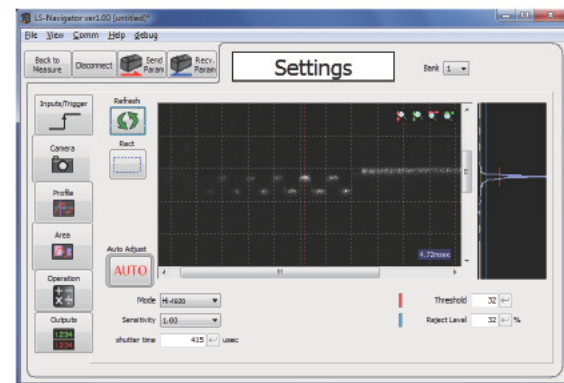 LS-Navigator ver1.00 [untitled]*
File View Comm Help debug
Back to Measure
Disconnect
Send Param
Recv. Param
Settings
Bank 1
Inputs/Trigger
Camera
Profile
Area
Operation
Outputs
1234
1234
Refresh
Rect
Auto Adjust
AUTO
4.72msec
Mode Hi-reso
Sensitivity 1.00
shutter time 415 usec
Threshold 32
Reject Level 32 %